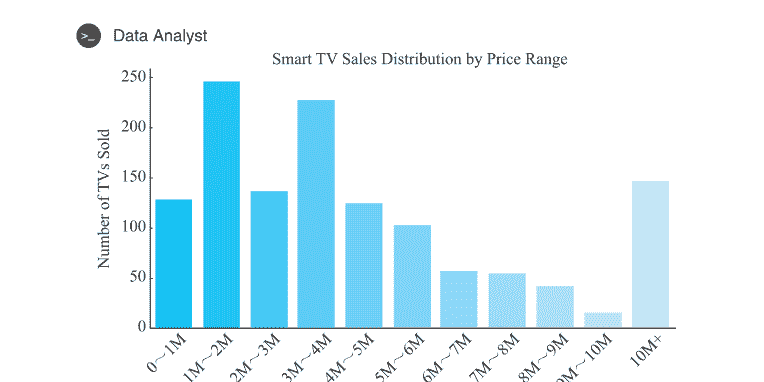 >_ Data Analyst
Smart TV Sales Distribution by Price Range
Number of TVs Sold
250
200
150
100
50
0
0～1M
1M～2M
2M～3M
3M～4M
4M～5M
5M～6M
6M～7M
7M～8M
8M～9M
M～10M
10M+